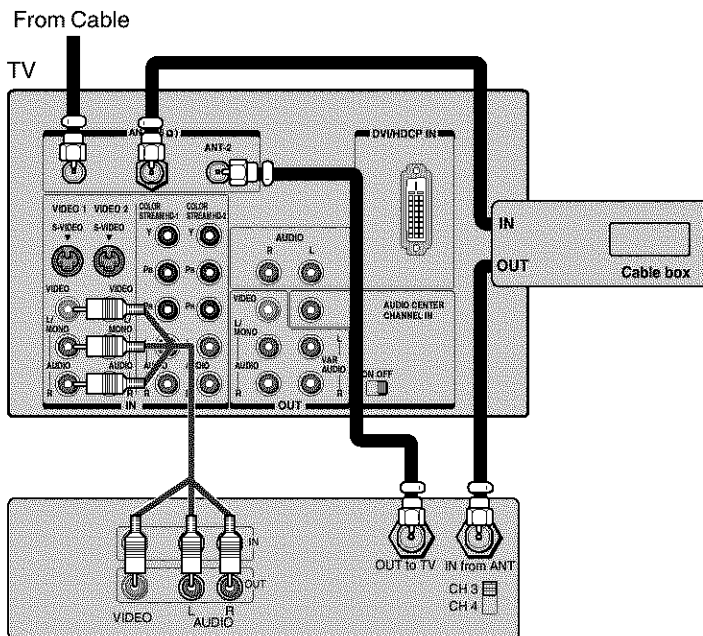 From Cable
TV
ANT-2
DVI/HDCP IN
VIDEO 1 VIDEO 2
COLOR STREAM HD-1
COLOR STREAM HD-2
S-VIDEO S-VIDEO
Y Y
PB PB
PR PR
VIDEO VIDEO
L/ MONO
L/ MONO
AUDIO AUDIO AUDIO AUDIO
R R R R
IN
AUDIO
R L
VIDEO
L/ MONO
AUDIO
R
L
VAR AUDIO
R
OUT
AUDIO CENTER
CHANNEL IN
ON OFF
IN
OUT
Cable box
IN
OUT
VIDEO
L R
AUDIO
OUT to TV
IN from ANT
CH 3
CH 4